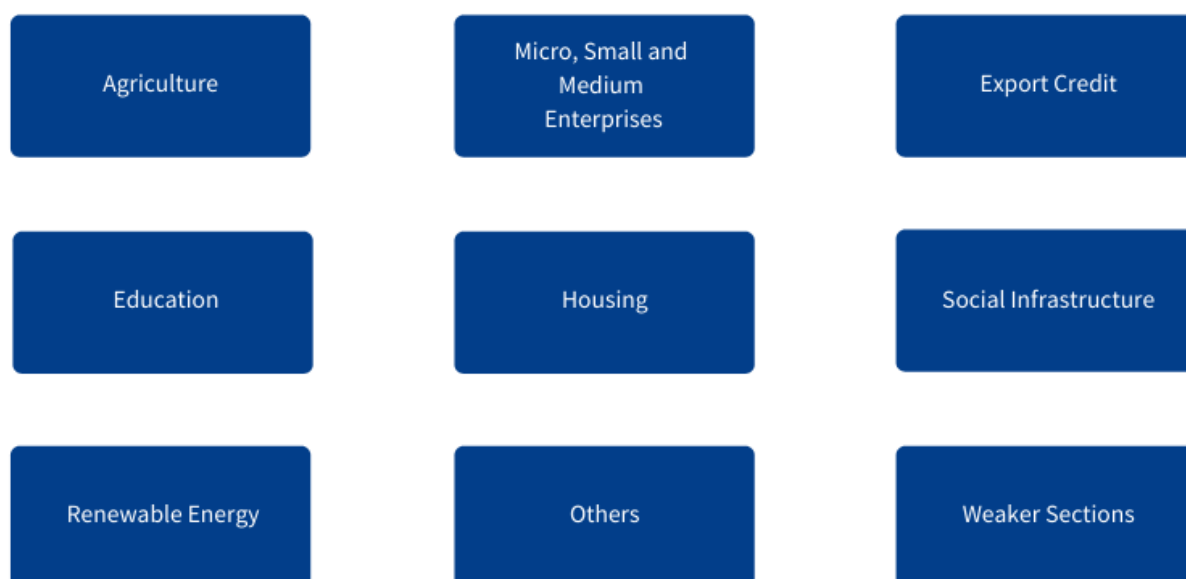 Agriculture
Micro, Small and
Medium
Enterprises
Export Credit
Education
Housing
Social Infrastructure
Renewable Energy
Others
Weaker Sections